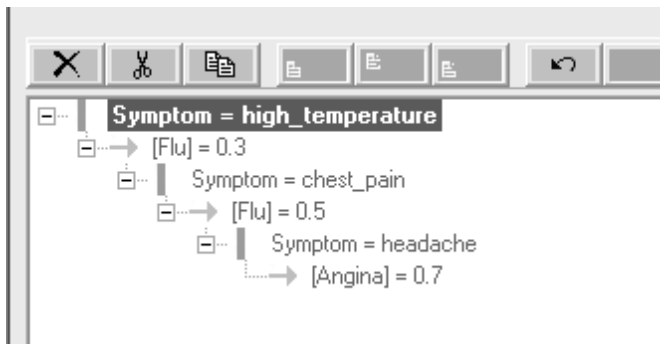 Symptom = high_temperature
[Flu] = 0.3
Symptom = chest_pain
[Flu] = 0.5
Symptom = headache
[Angina] = 0.7